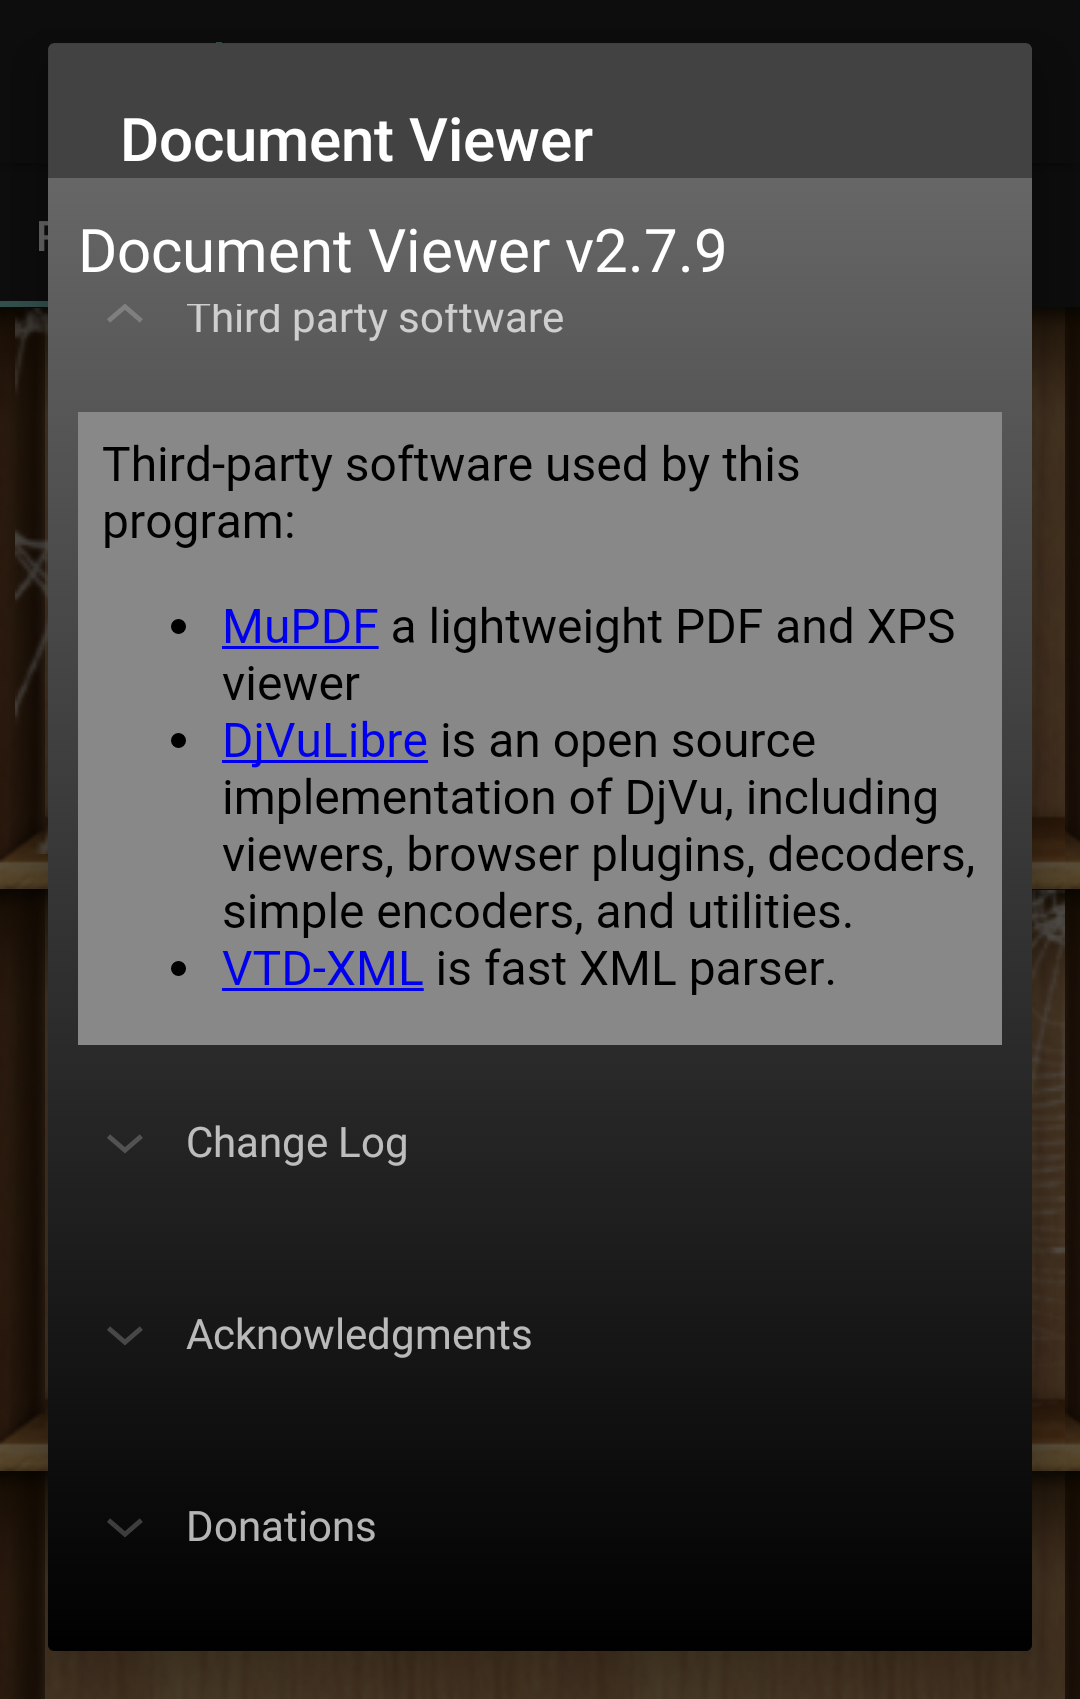 Document Viewer
Document Viewer v2.7.9
Third party software
Third-party software used by this
program:
• MuPDF a lightweight PDF and XPS
viewer
• DjVuLibre is an open source
implementation of DjVu, including
viewers, browser plugins, decoders,
simple encoders, and utilities.
• VTD-XML is fast XML parser.
Change Log
Acknowledgments
Donations